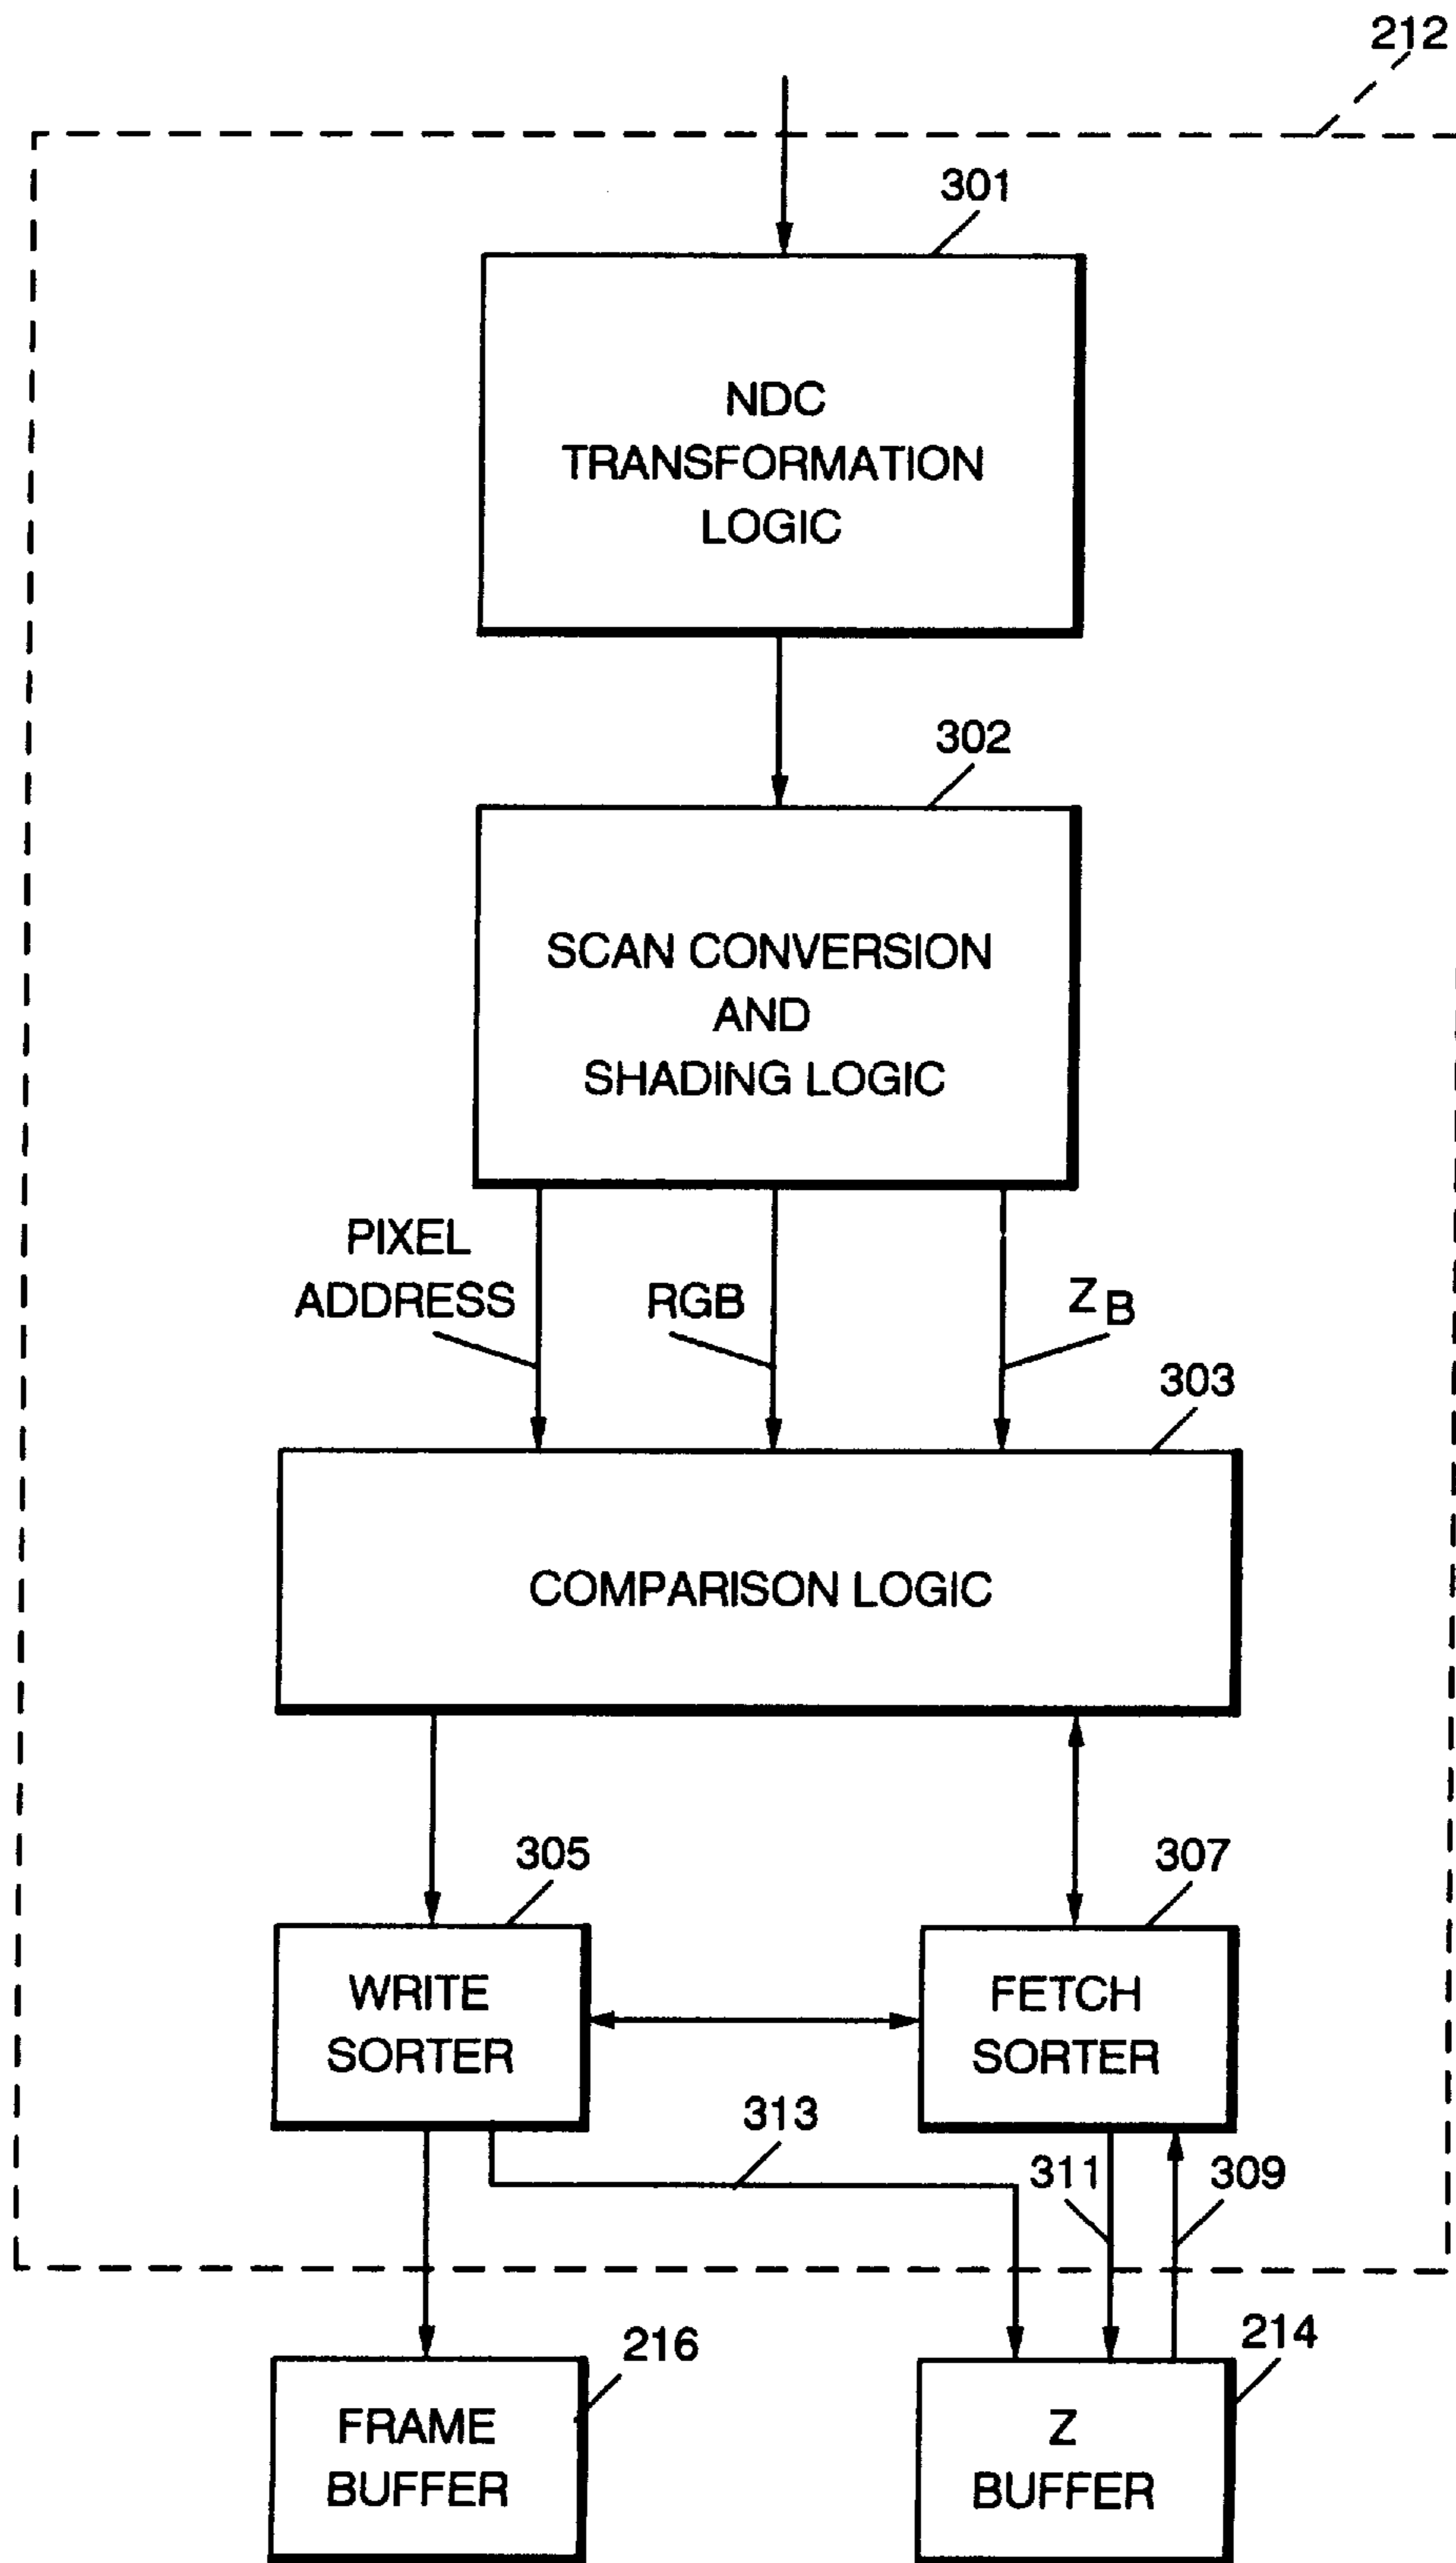 212
301
NDC
TRANSFORMATION
LOGIC
302
SCAN CONVERSION
AND
SHADING LOGIC
PIXEL
ADDRESS
RGB
Z B
303
COMPARISON LOGIC
305
307
WRITE
SORTER
FETCH
SORTER
313
311
309
216
214
FRAME
BUFFER
Z
BUFFER